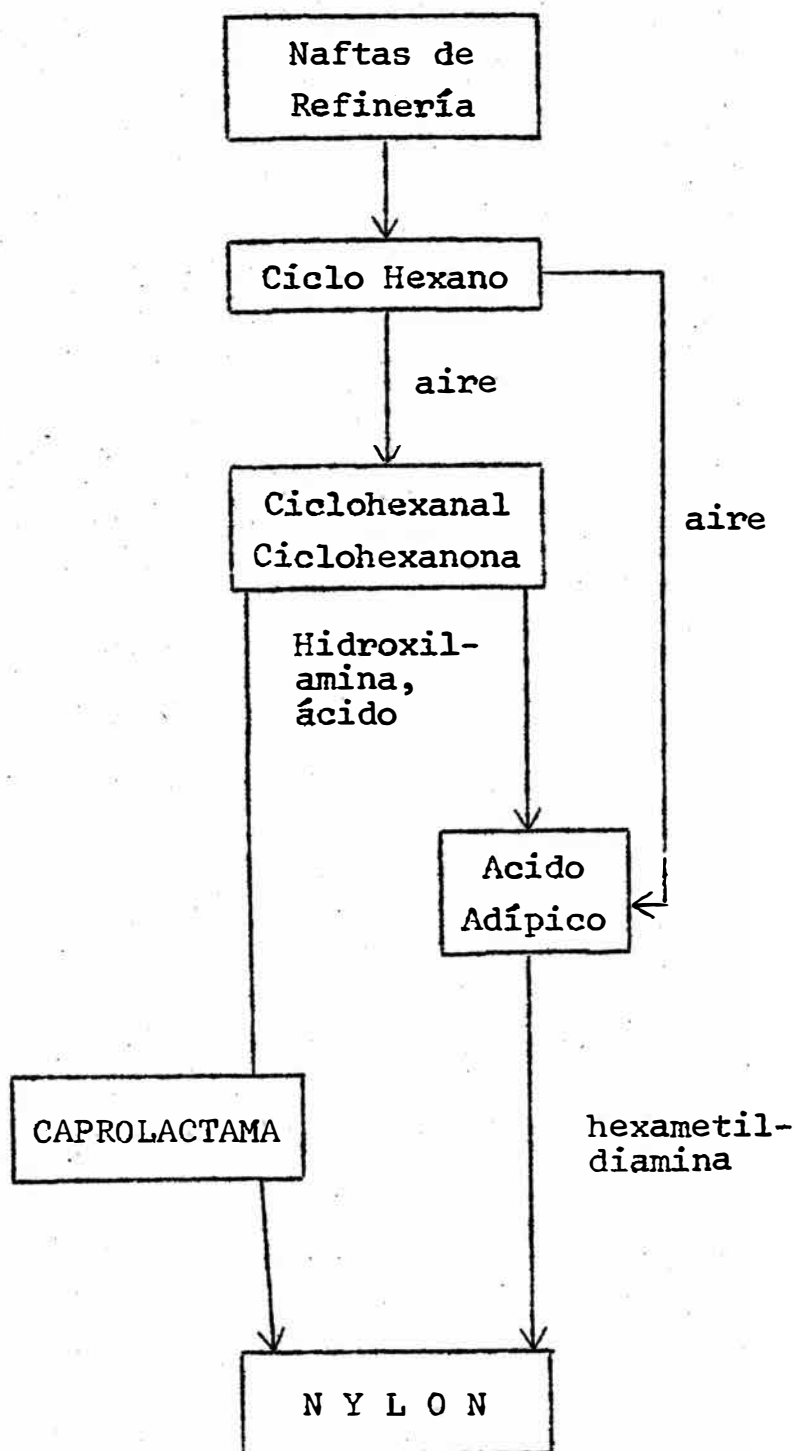 Naftas de
Refinería
Ciclo Hexano
aire
Ciclohexanal
Ciclohexanona
aire
Hidroxil-
amina,
ácido
Acido
Adípico
CAPROLACTAMA
hexametil-
diamina
N Y L O N